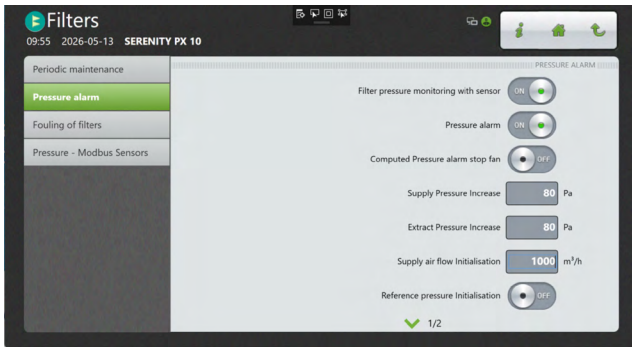 Filters
09:55 2026-05-13 SERENITY PX 10
Periodic maintenance
Pressure alarm
Fouling of filters
Pressure - Modbus Sensors
PRESSURE ALARM
Filter pressure monitoring with sensor ON
Pressure alarm ON
Computed Pressure alarm stop fan OFF
Supply Pressure Increase 80 Pa
Extract Pressure Increase 80 Pa
Supply air flow Initialisation 1000 m³/h
Reference pressure Initialisation OFF
1/2